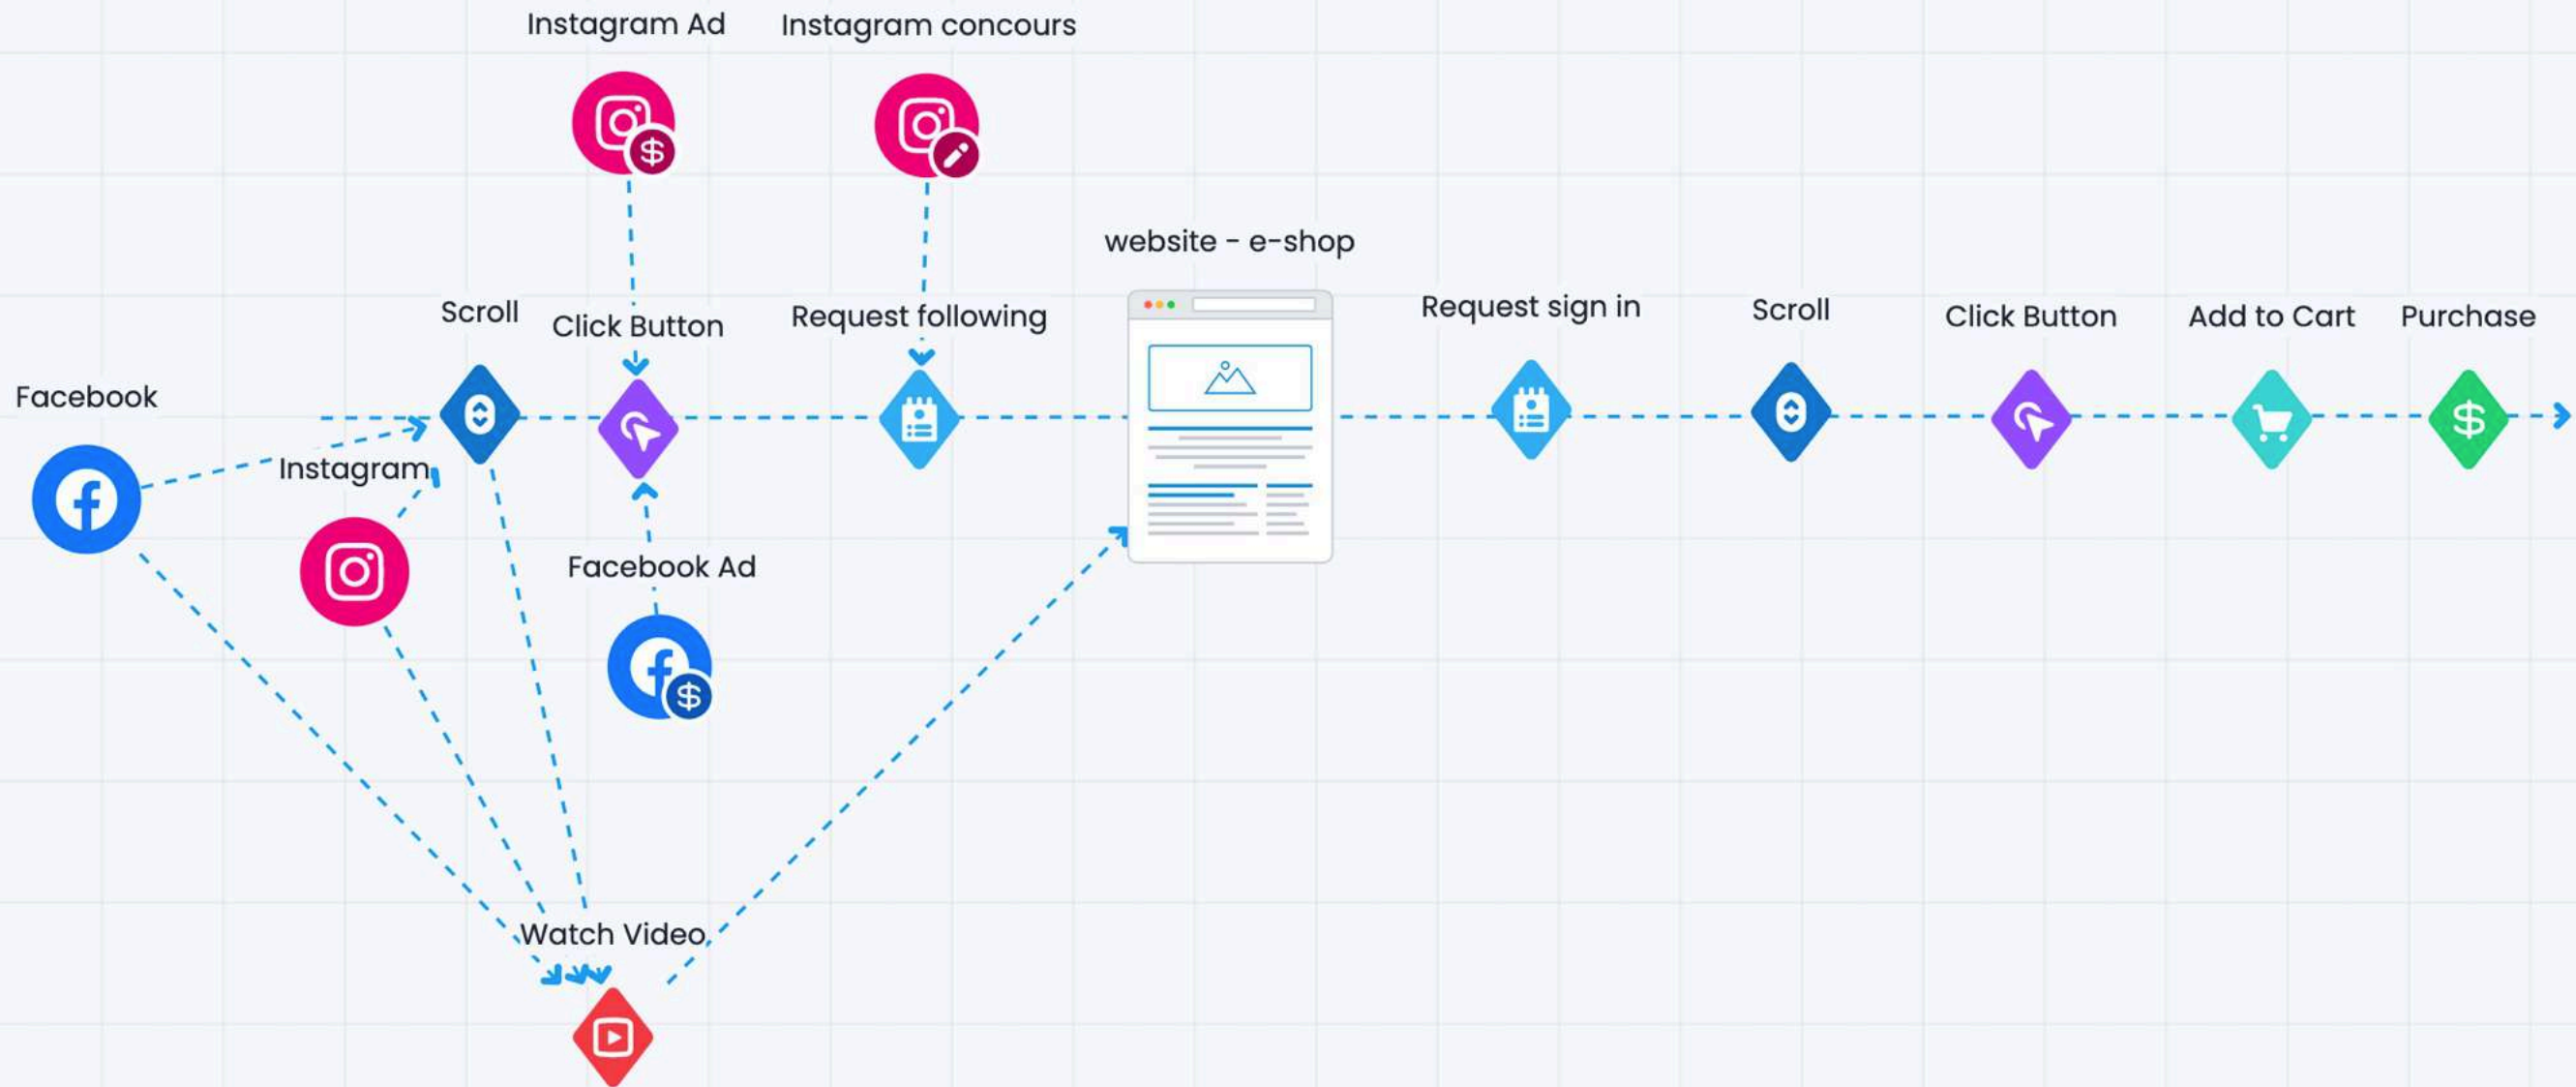 Instagram Ad
Instagram concours
website - e-shop
Scroll
Click Button
Request following
Request sign in
Scroll
Click Button
Add to Cart
Purchase
Facebook
Instagram
Facebook Ad
Watch Video